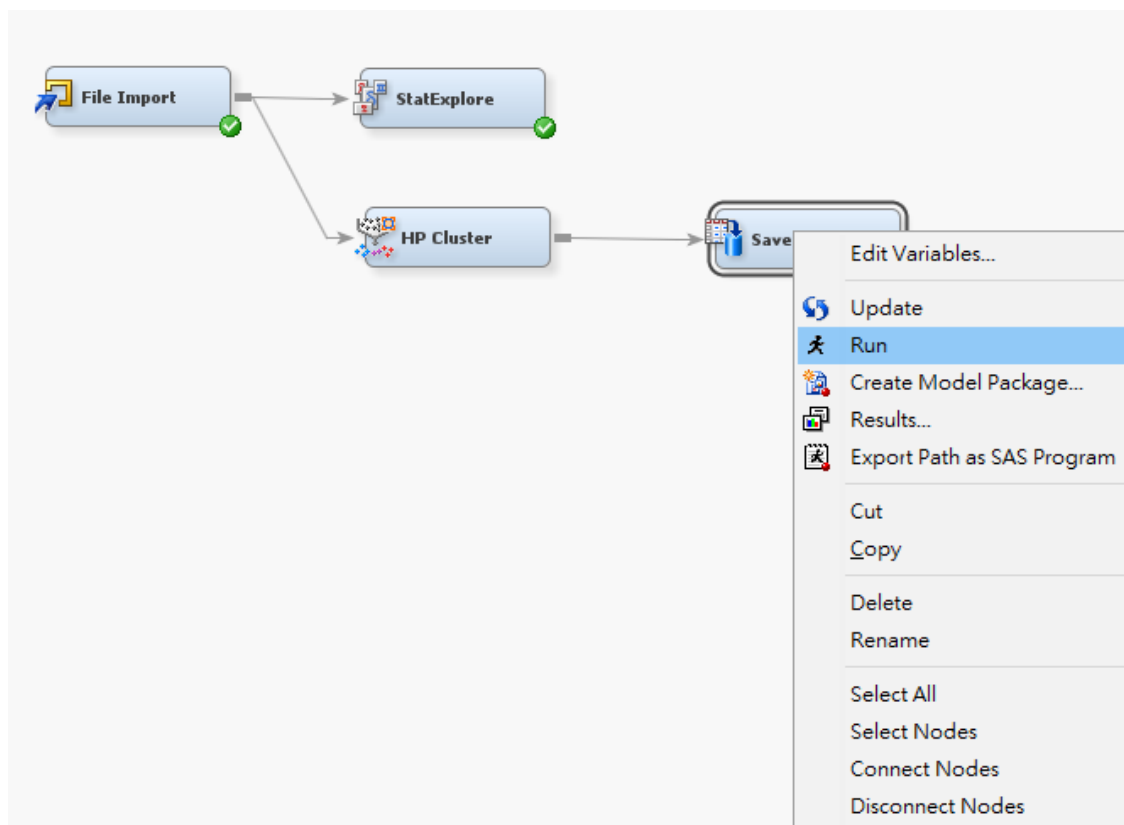 File Import
StatExplore
HP Cluster
Save
Edit Variables...
Update
Run
Create Model Package...
Results...
Export Path as SAS Program
Cut
Copy
Delete
Rename
Select All
Select Nodes
Connect Nodes
Disconnect Nodes